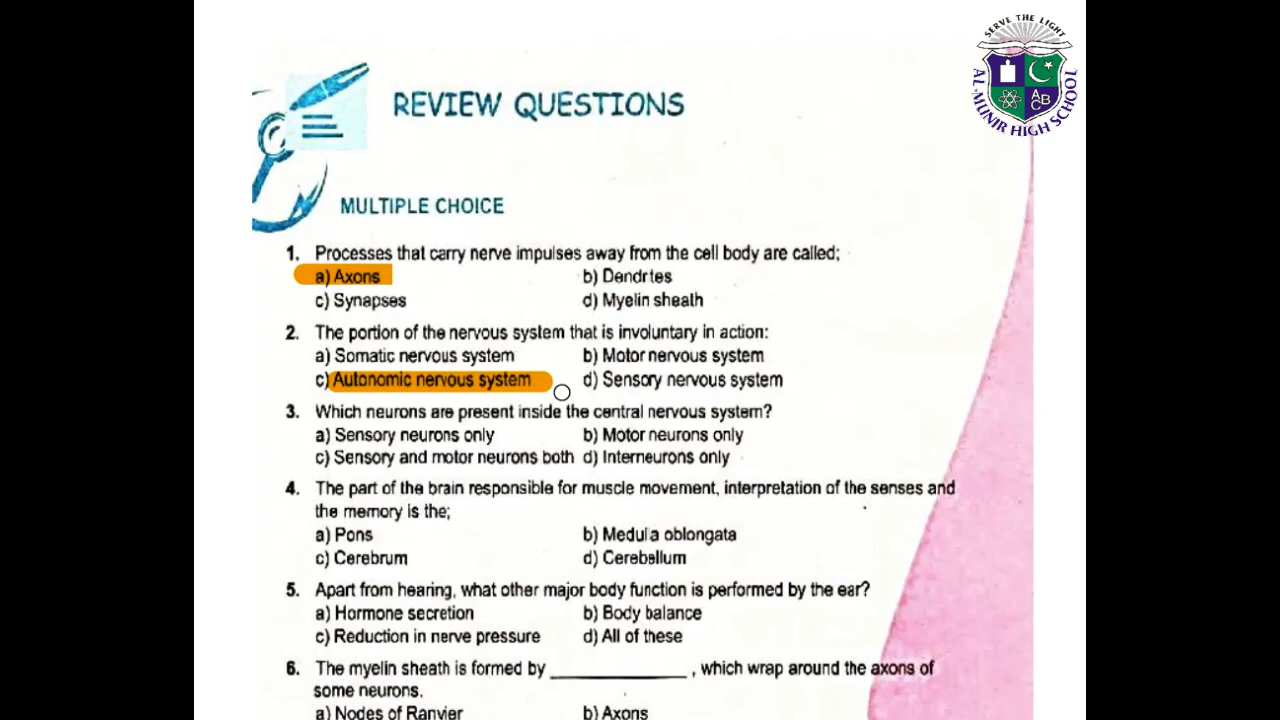 SERVE THE LIGHT
AL-MUNIR HIGH SCHOOL
A
B
C
REVIEW QUESTIONS
MULTIPLE CHOICE
1. Processes that carry nerve impulses away from the cell body are called;
a) Axons b) Dendrtes
c) Synapses d) Myelin sheath
2. The portion of the nervous system that is involuntary in action:
a) Somatic nervous system b) Motor nervous system
c) Autonomic nervous system d) Sensory nervous system
3. Which neurons are present inside the central nervous system?
a) Sensory neurons only b) Motor neurons only
c) Sensory and motor neurons both d) Interneurons only
4. The part of the brain responsible for muscle movement, interpretation of the senses and
the memory is the;
a) Pons b) Medulla oblongata
c) Cerebrum d) Cerebellum
5. Apart from hearing, what other major body function is performed by the ear?
a) Hormone secretion b) Body balance
c) Reduction in nerve pressure d) All of these
6. The myelin sheath is formed by ______________, which wrap around the axons of
some neurons.
a) Nodes of Ranvier b) Axons